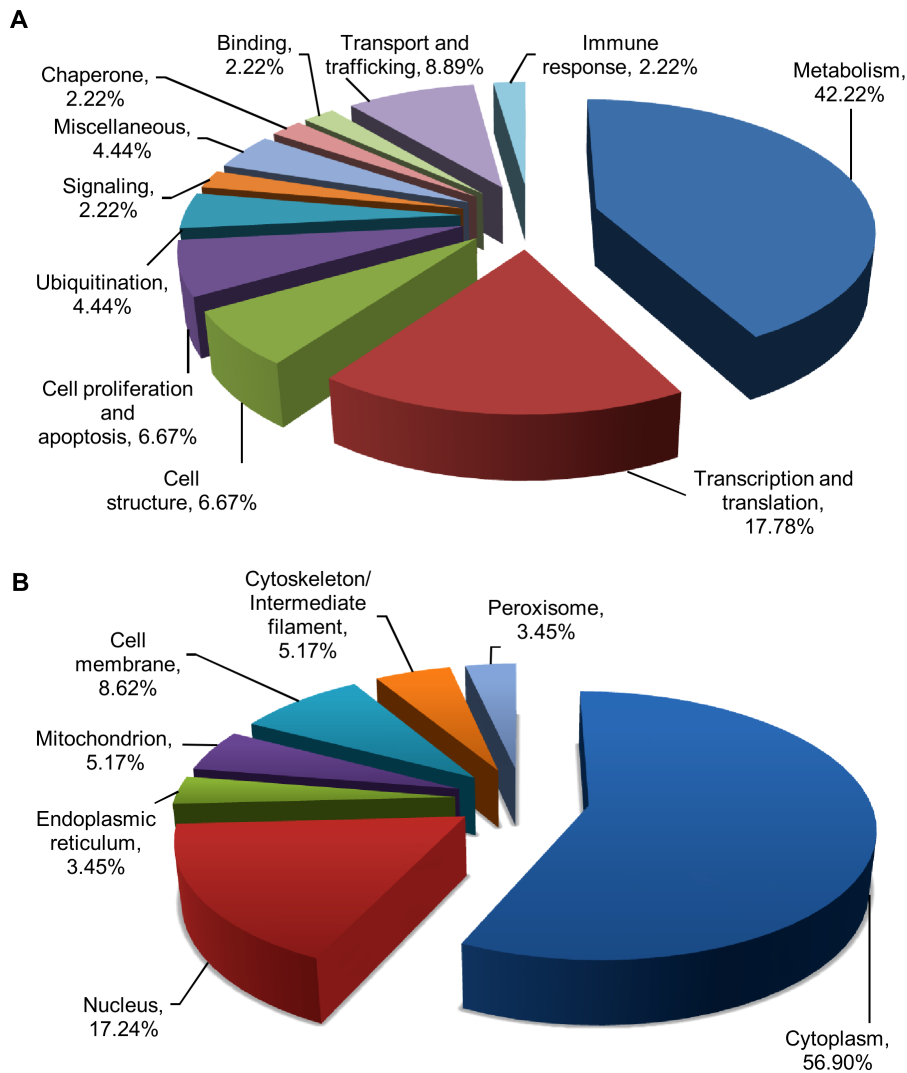 A
Binding,
2.22%
Transport and
trafficking, 8.89%
Immune
response, 2.22%
Metabolism,
42.22%
Chaperone,
2.22%
Miscellaneous,
4.44%
Signaling,
2.22%
Ubiquitination,
4.44%
Cell proliferation
and
apoptosis, 6.67%
Cell
structure, 6.67%
Transcription and
translation,
17.78%
B
Cytoskeleton/
Intermediate
filament,
5.17%
Peroxisome,
3.45%
Cell
membrane,
8.62%
Mitochondrion,
5.17%
Endoplasmic
reticulum,
3.45%
Nucleus,
17.24%
Cytoplasm,
56.90%